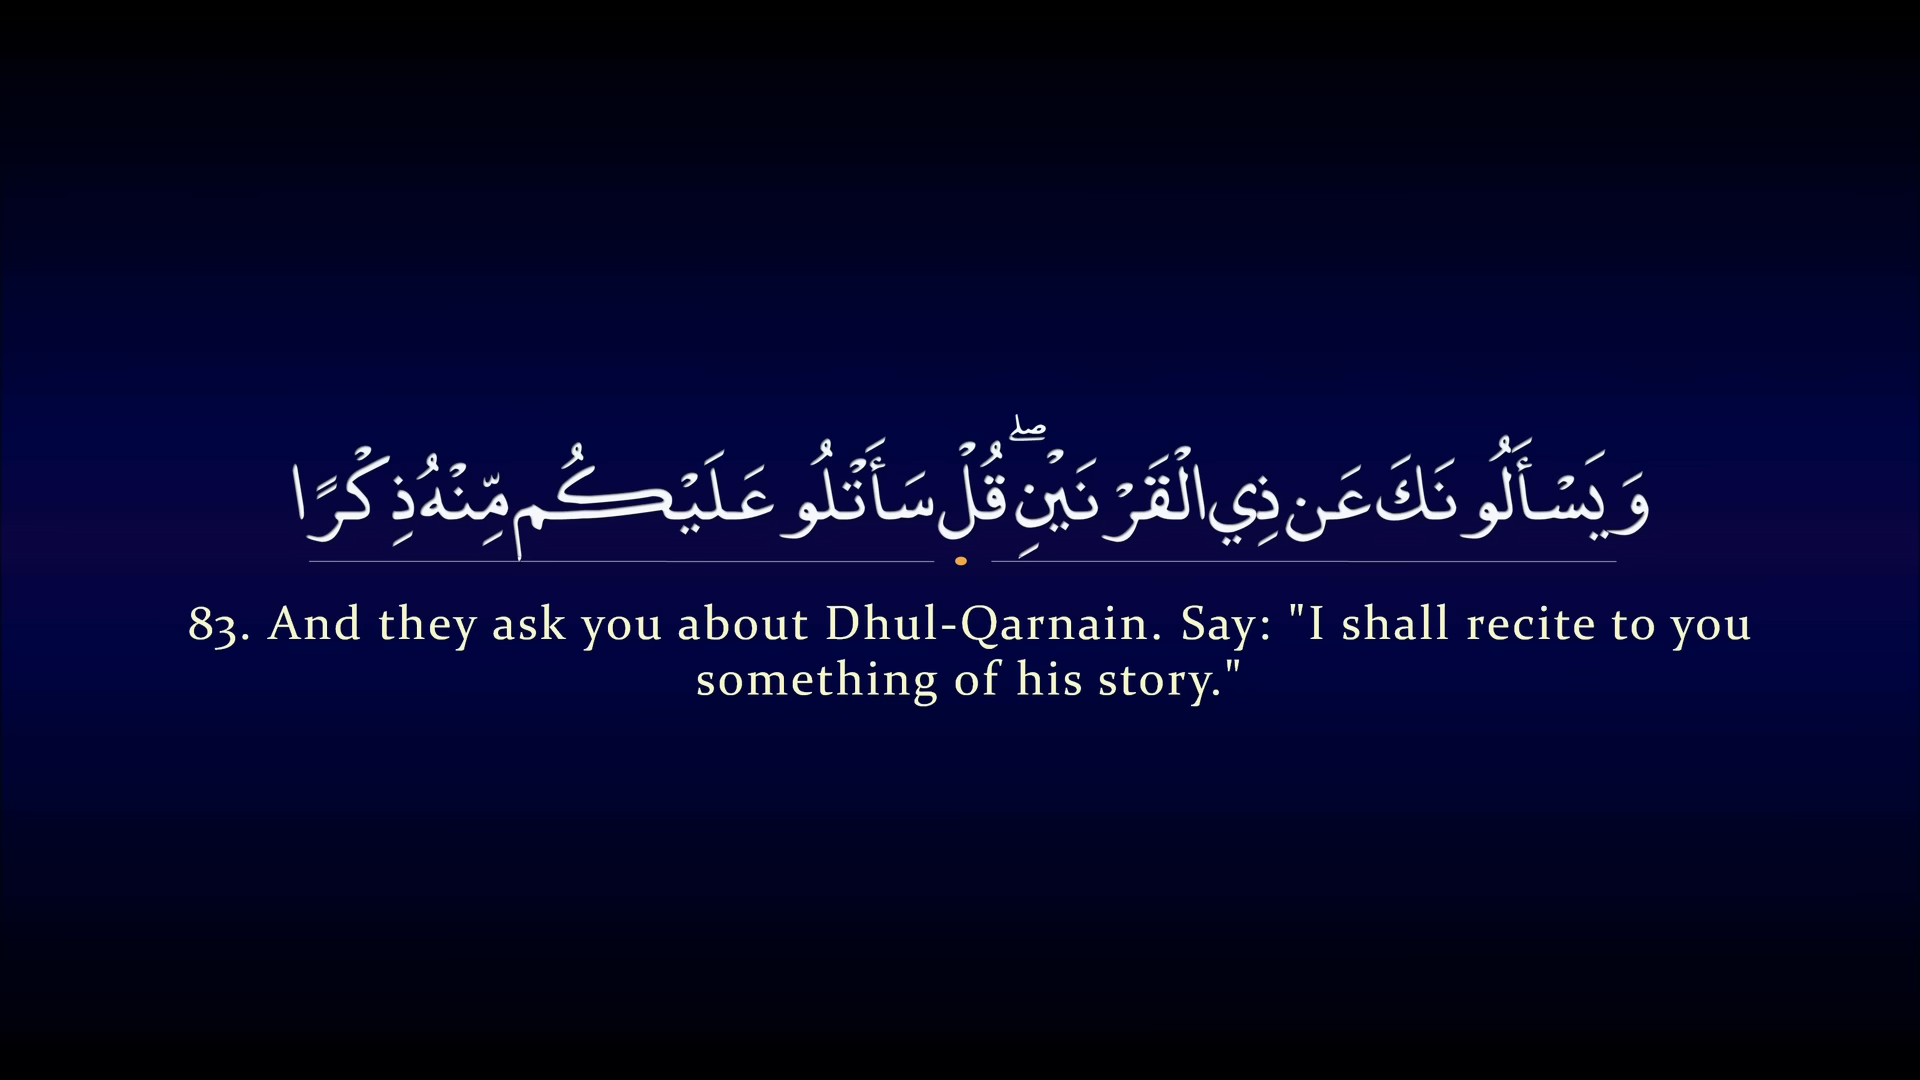 وَيَسْأَلُونَكَ عَن ذِي الْقَرْنَيْنِ ۖ قُلْ سَأَتْلُو عَلَيْكُم مِّنْهُ ذِكْرًا
83. And they ask you about Dhul-Qarnain. Say: "I shall recite to you
something of his story."